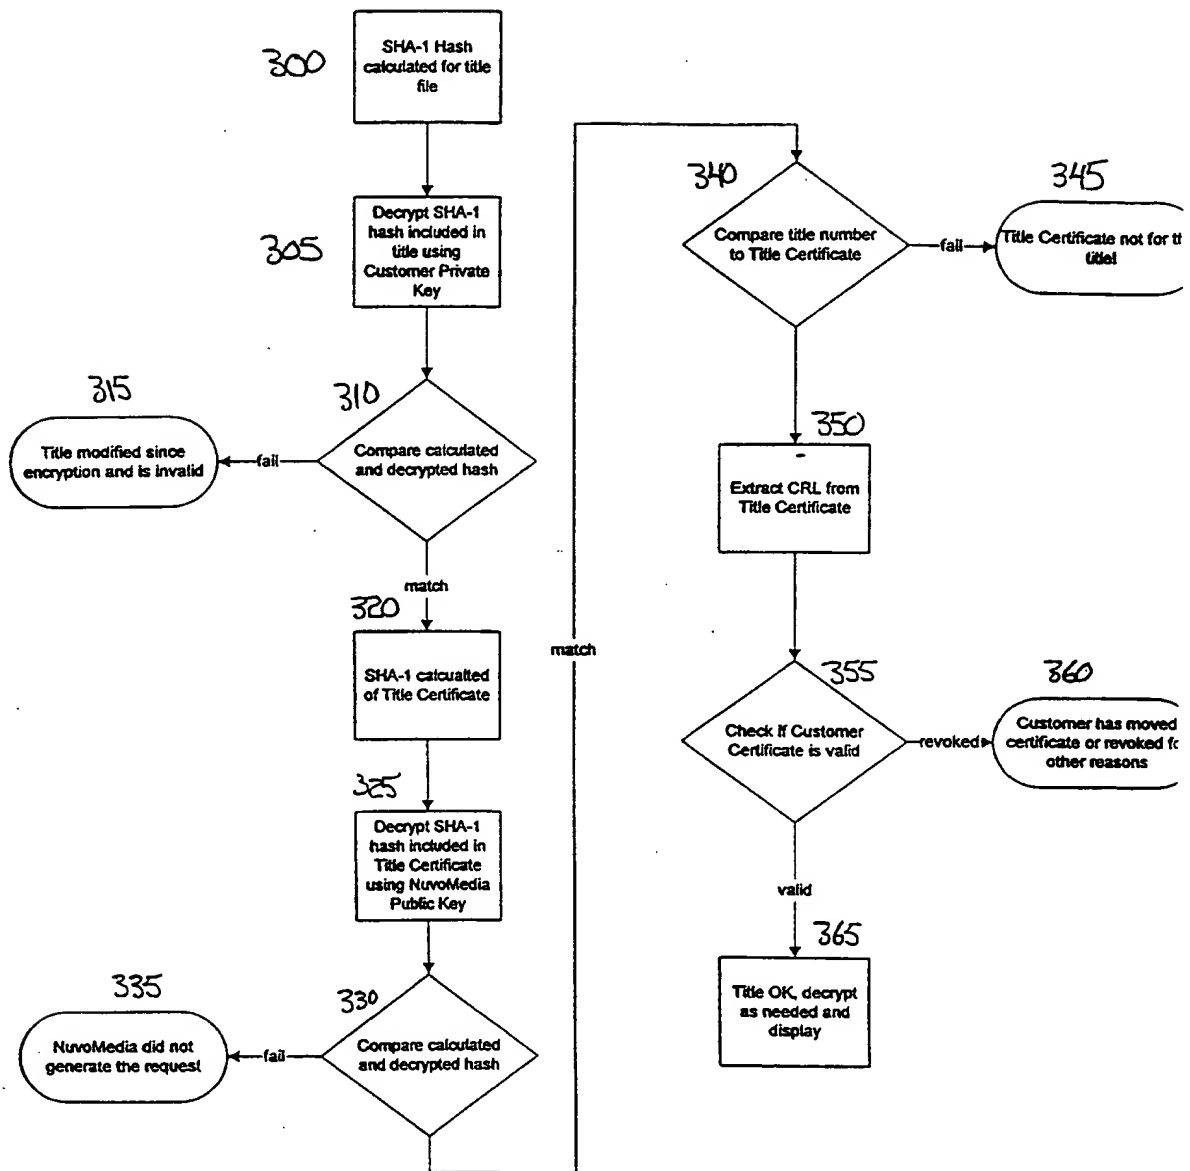 300
SHA-1 Hash
calculated for title
file
305
Decrypt SHA-1
hash included in
title using
Customer Private
Key
310
Compare calculated
and decrypted hash
fail
315
Title modified since
encryption and is invalid
match
320
SHA-1 calcualted
of Title Certificate
325
Decrypt SHA-1
hash included in
Title Certificate
using NuvoMedia
Public Key
330
Compare calculated
and decrypted hash
fail
335
NuvoMedia did not
generate the request
match
340
Compare title number
to Title Certificate
fail
345
Title Certificate not for th
title!
350
Extract CRL from
Title Certificate
355
Check If Customer
Certificate is valid
revoked
360
Customer has moved
certificate or revoked fo
other reasons
valid
365
Title OK, decrypt
as needed and
display